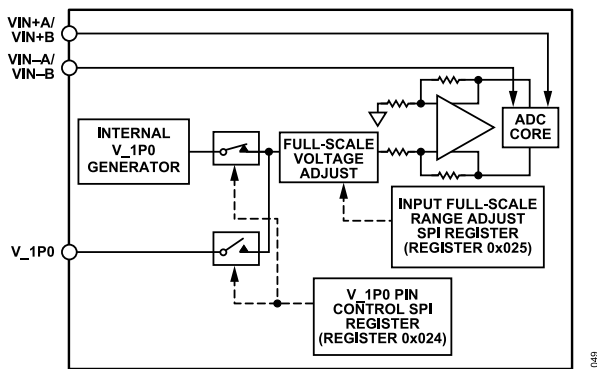 VIN+A/
VIN+B
VIN–A/
VIN–B
INTERNAL
V_1P0
GENERATOR
FULL-SCALE
VOLTAGE
ADJUST
ADC
CORE
INPUT FULL-SCALE
RANGE ADJUST
SPI REGISTER
(REGISTER 0x025)
V_1P0
V_1P0 PIN
CONTROL SPI
REGISTER
(REGISTER 0x024)
049